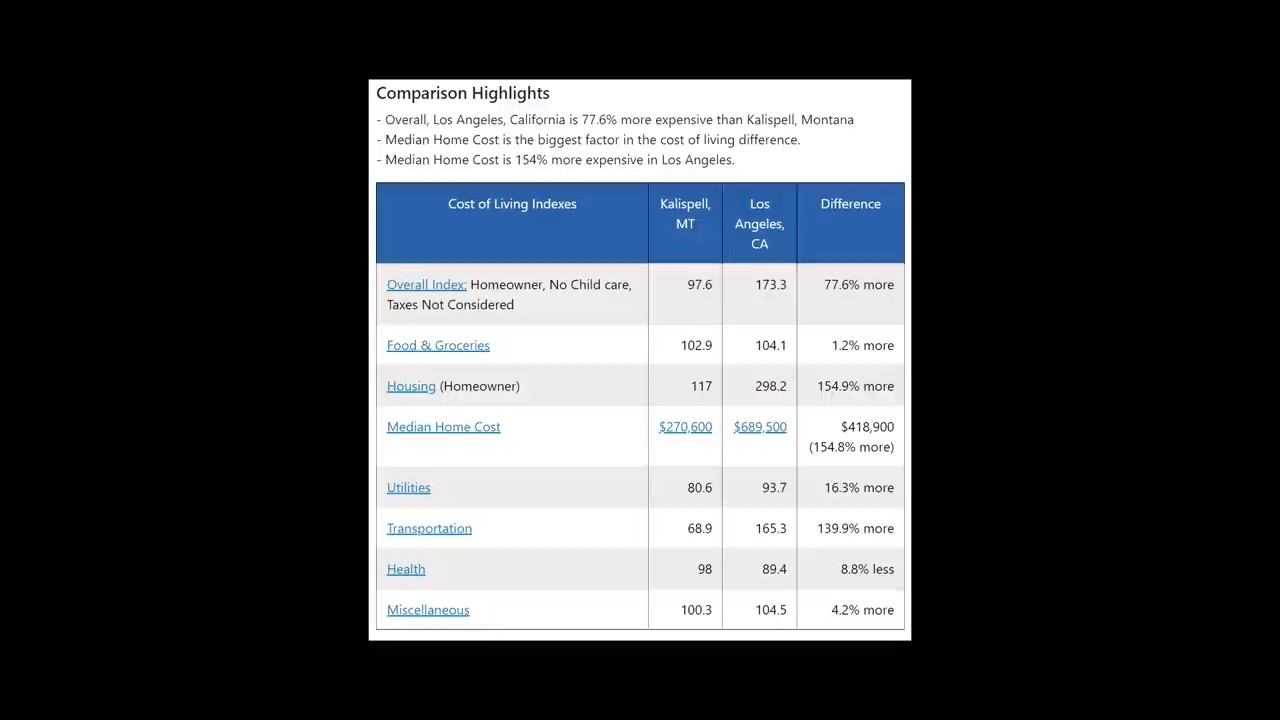 Comparison Highlights
- Overall, Los Angeles, California is 77.6% more expensive than Kalispell, Montana
- Median Home Cost is the biggest factor in the cost of living difference.
- Median Home Cost is 154% more expensive in Los Angeles.
Cost of Living Indexes Kalispell, MT Los Angeles, CA Difference
Overall Index: Homeowner, No Child care, Taxes Not Considered 97.6 173.3 77.6% more
Food & Groceries 102.9 104.1 1.2% more
Housing (Homeowner) 117 298.2 154.9% more
Median Home Cost $270,600 $689,500 $418,900 (154.8% more)
Utilities 80.6 93.7 16.3% more
Transportation 68.9 165.3 139.9% more
Health 98 89.4 8.8% less
Miscellaneous 100.3 104.5 4.2% more